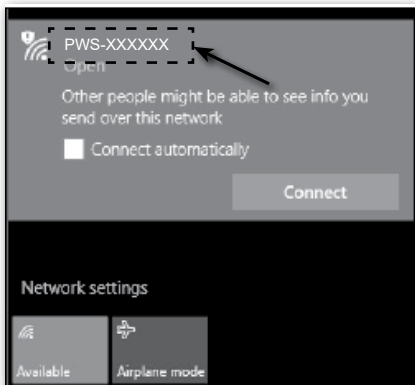 PWS-XXXXXX
Open
Other people might be able to see info you
send over this network
Connect automatically
Connect
Network settings
Available
Airplane mode